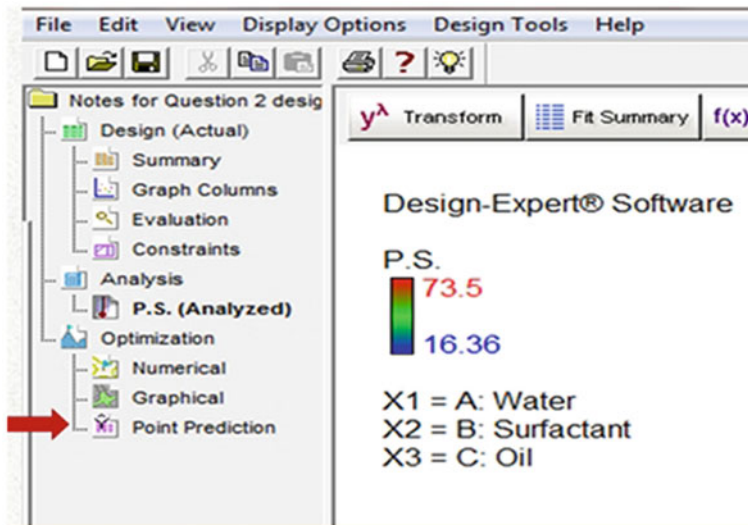 File Edit View Display Options Design Tools Help
Notes for Question 2 desig
Design (Actual)
Summary
Graph Columns
Evaluation
Constraints
Analysis
P.S. (Analyzed)
Optimization
Numerical
Graphical
Point Prediction
yλ Transform Fit Summary f(x)
Design-Expert® Software
P.S.
73.5
16.36
X1 = A: Water
X2 = B: Surfactant
X3 = C: Oil